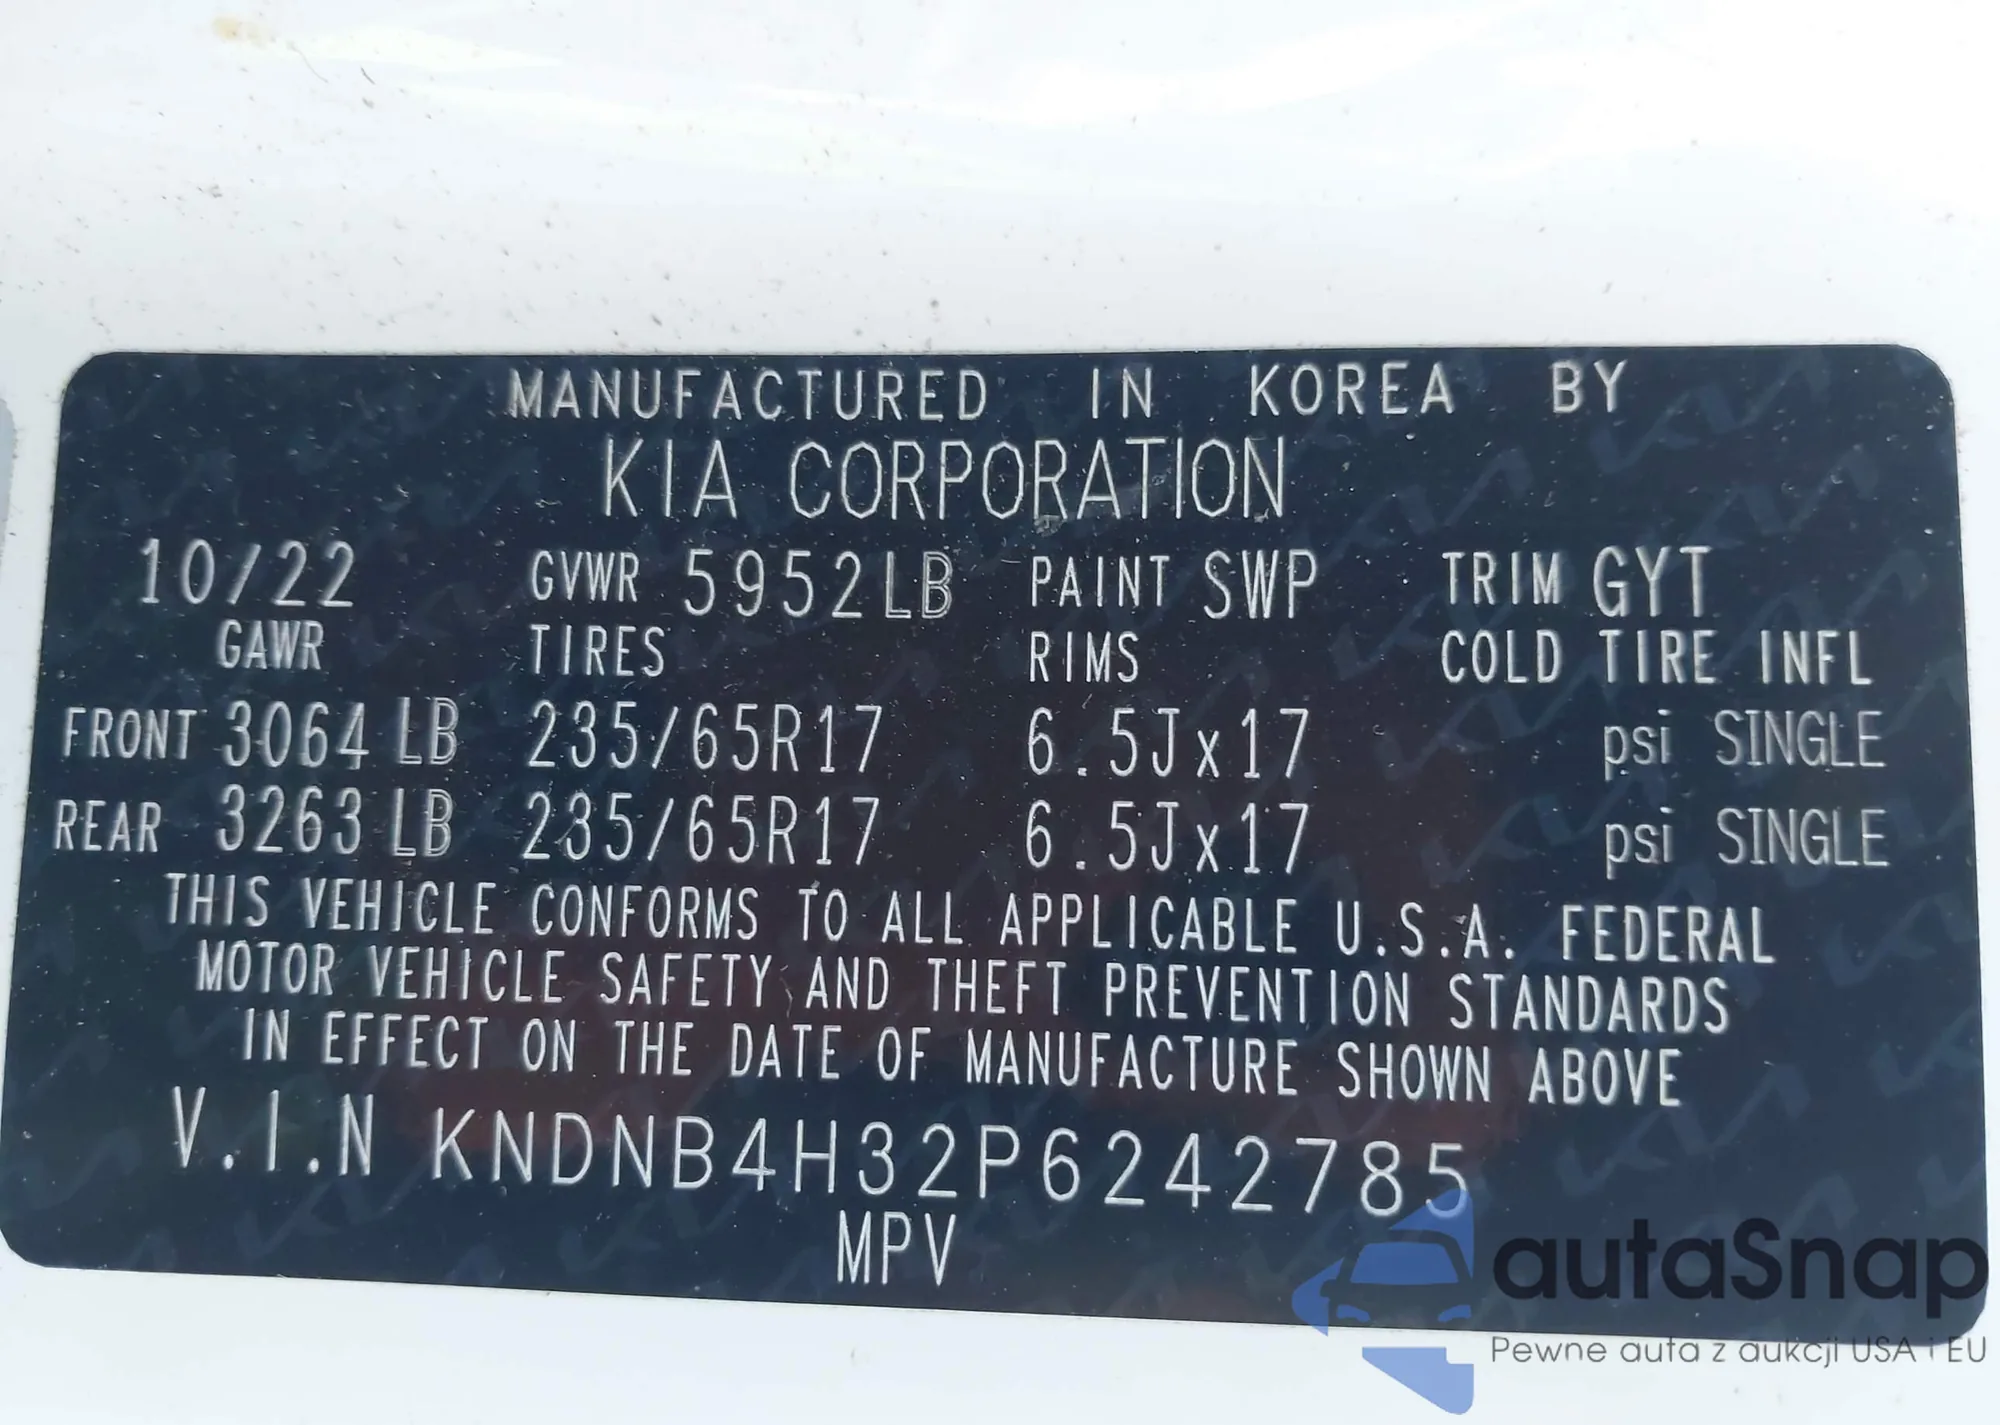 MANUFACTURED IN KOREA BY
KIA CORPORATION
10/22 GVWR 5952LB PAINT SWP TRIM GYT
GAWR TIRES RIMS COLD TIRE INFL
FRONT 3064 LB 235/65R17 6.5Jx17 psi SINGLE
REAR 3263 LB 235/65R17 6.5Jx17 psi SINGLE
THIS VEHICLE CONFORMS TO ALL APPLICABLE U.S.A. FEDERAL
MOTOR VEHICLE SAFETY AND THEFT PREVENTION STANDARDS
IN EFFECT ON THE DATE OF MANUFACTURE SHOWN ABOVE
V.I.N KNDNB4H32P6242785
MPV
autaSnap
Pewne auta z aukcji USA i EU